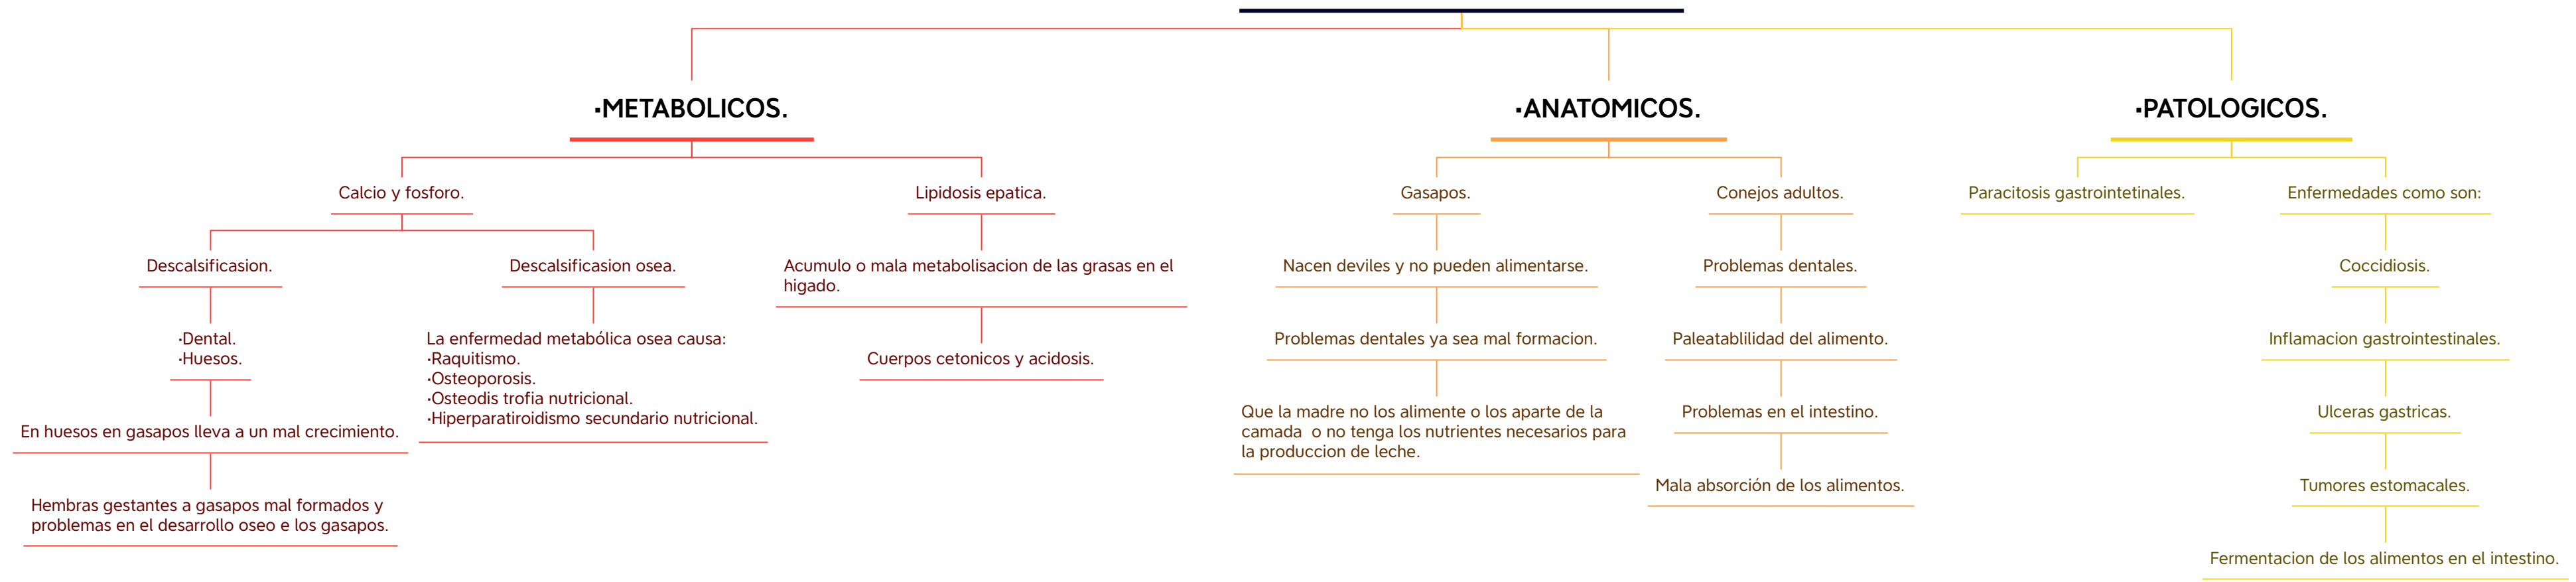 ·METABOLICOS.
·ANATOMICOS.
·PATOLOGICOS.
Calcio y fosforo.
Lipidosis epatica.
Gasapos.
Conejos adultos.
Paracitosis gastrointetinales.
Enfermedades como son:
Descalsificasion.
Descalsificasion osea.
Acumulo o mala metabolisacion de las grasas en el
higado.
Nacen deviles y no pueden alimentarse.
Problemas dentales.
Coccidiosis.
·Dental.
·Huesos.
La enfermedad metabólica osea causa:
·Raquitismo.
·Osteoporosis.
·Osteodis trofia nutricional.
·Hiperparatiroidismo secundario nutricional.
Cuerpos cetonicos y acidosis.
Problemas dentales ya sea mal formacion.
Paleatablilidad del alimento.
Inflamacion gastrointestinales.
En huesos en gasapos lleva a un mal crecimiento.
Que la madre no los alimente o los aparte de la
camada  o no tenga los nutrientes necesarios para
la produccion de leche.
Problemas en el intestino.
Ulceras gastricas.
Hembras gestantes a gasapos mal formados y
problemas en el desarrollo oseo e los gasapos.
Mala absorción de los alimentos.
Tumores estomacales.
Fermentacion de los alimentos en el intestino.